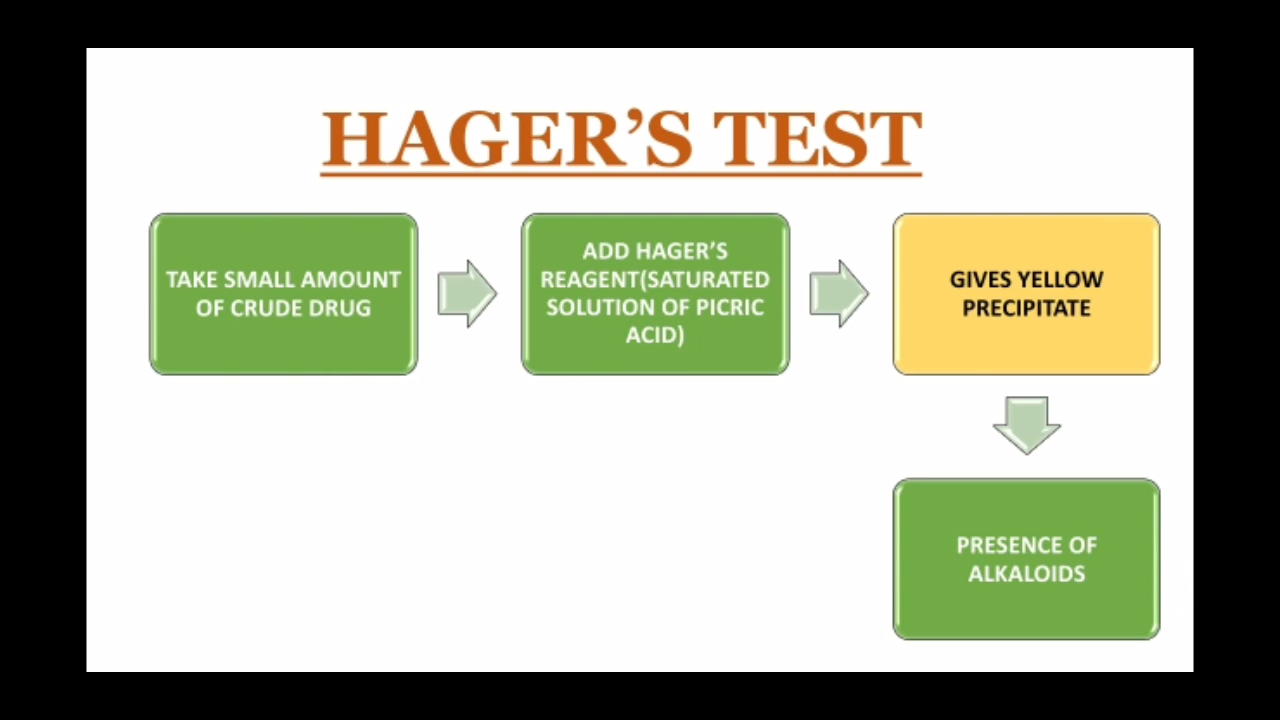 HAGER’S TEST
TAKE SMALL AMOUNT
OF CRUDE DRUG
ADD HAGER’S
REAGENT(SATURATED
SOLUTION OF PICRIC
ACID)
GIVES YELLOW
PRECIPITATE
PRESENCE OF
ALKALOIDS